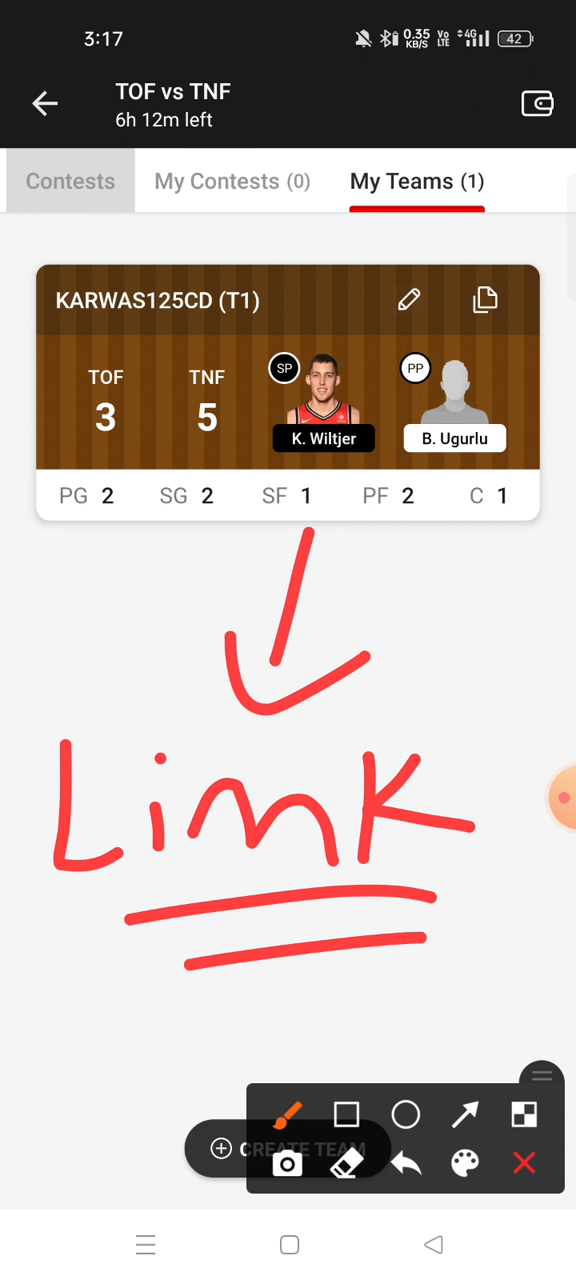 3:17 0.35 KB/S Vo LTE 4G 42
TOF vs TNF
6h 12m left
Contests My Contests (0) My Teams (1)
KARWAS125CD (T1)
TOF TNF SP PP
3 5
K. Wiltjer B. Ugurlu
PG 2 SG 2 SF 1 PF 2 C 1
Link
CREATE TEAM